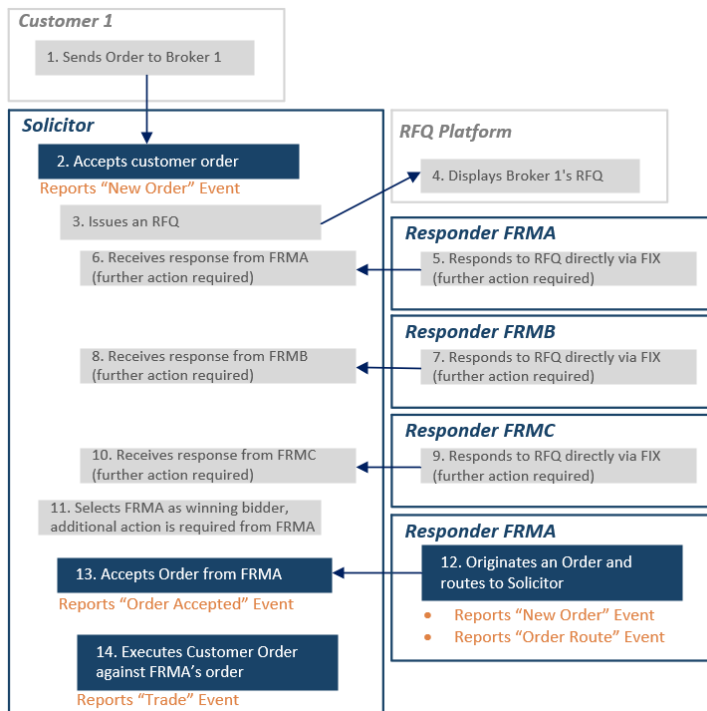 Customer 1
1. Sends Order to Broker 1
Solicitor
2. Accepts customer order
Reports “New Order” Event
3. Issues an RFQ
RFQ Platform
4. Displays Broker 1's RFQ
Responder FRMA
5. Responds to RFQ directly via FIX
(further action required)
6. Receives response from FRMA
(further action required)
Responder FRMB
7. Responds to RFQ directly via FIX
(further action required)
8. Receives response from FRMB
(further action required)
Responder FRMC
9. Responds to RFQ directly via FIX
(further action required)
10. Receives response from FRMC
(further action required)
11. Selects FRMA as winning bidder,
additional action is required from FRMA
Responder FRMA
12. Originates an Order and
routes to Solicitor
• Reports “New Order” Event
• Reports “Order Route” Event
13. Accepts Order from FRMA
Reports “Order Accepted” Event
14. Executes Customer Order
against FRMA’s order
Reports “Trade” Event